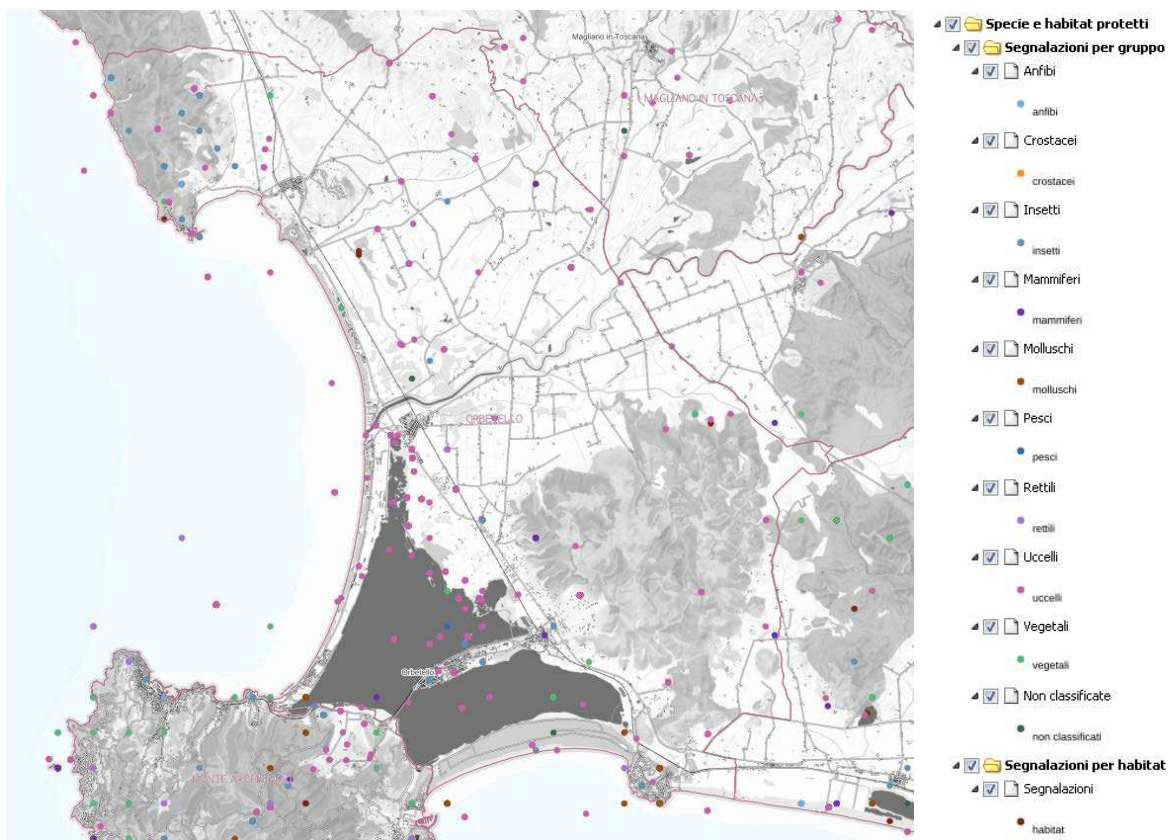 Magliano in Toscana
MAGLIANO IN TOSCANA
ORBETELLO
Orbetello
MONTE ARGENTARIO
Specie e habitat protetti
Segnalazioni per gruppo
Anfibi
anfibi
Crostacei
crostacei
Insetti
insetti
Mammiferi
mammiferi
Molluschi
molluschi
Pesci
pesci
Rettili
rettili
Uccelli
uccelli
Vegetali
vegetali
Non classificate
non classificati
Segnalazioni per habitat
Segnalazioni
habitat